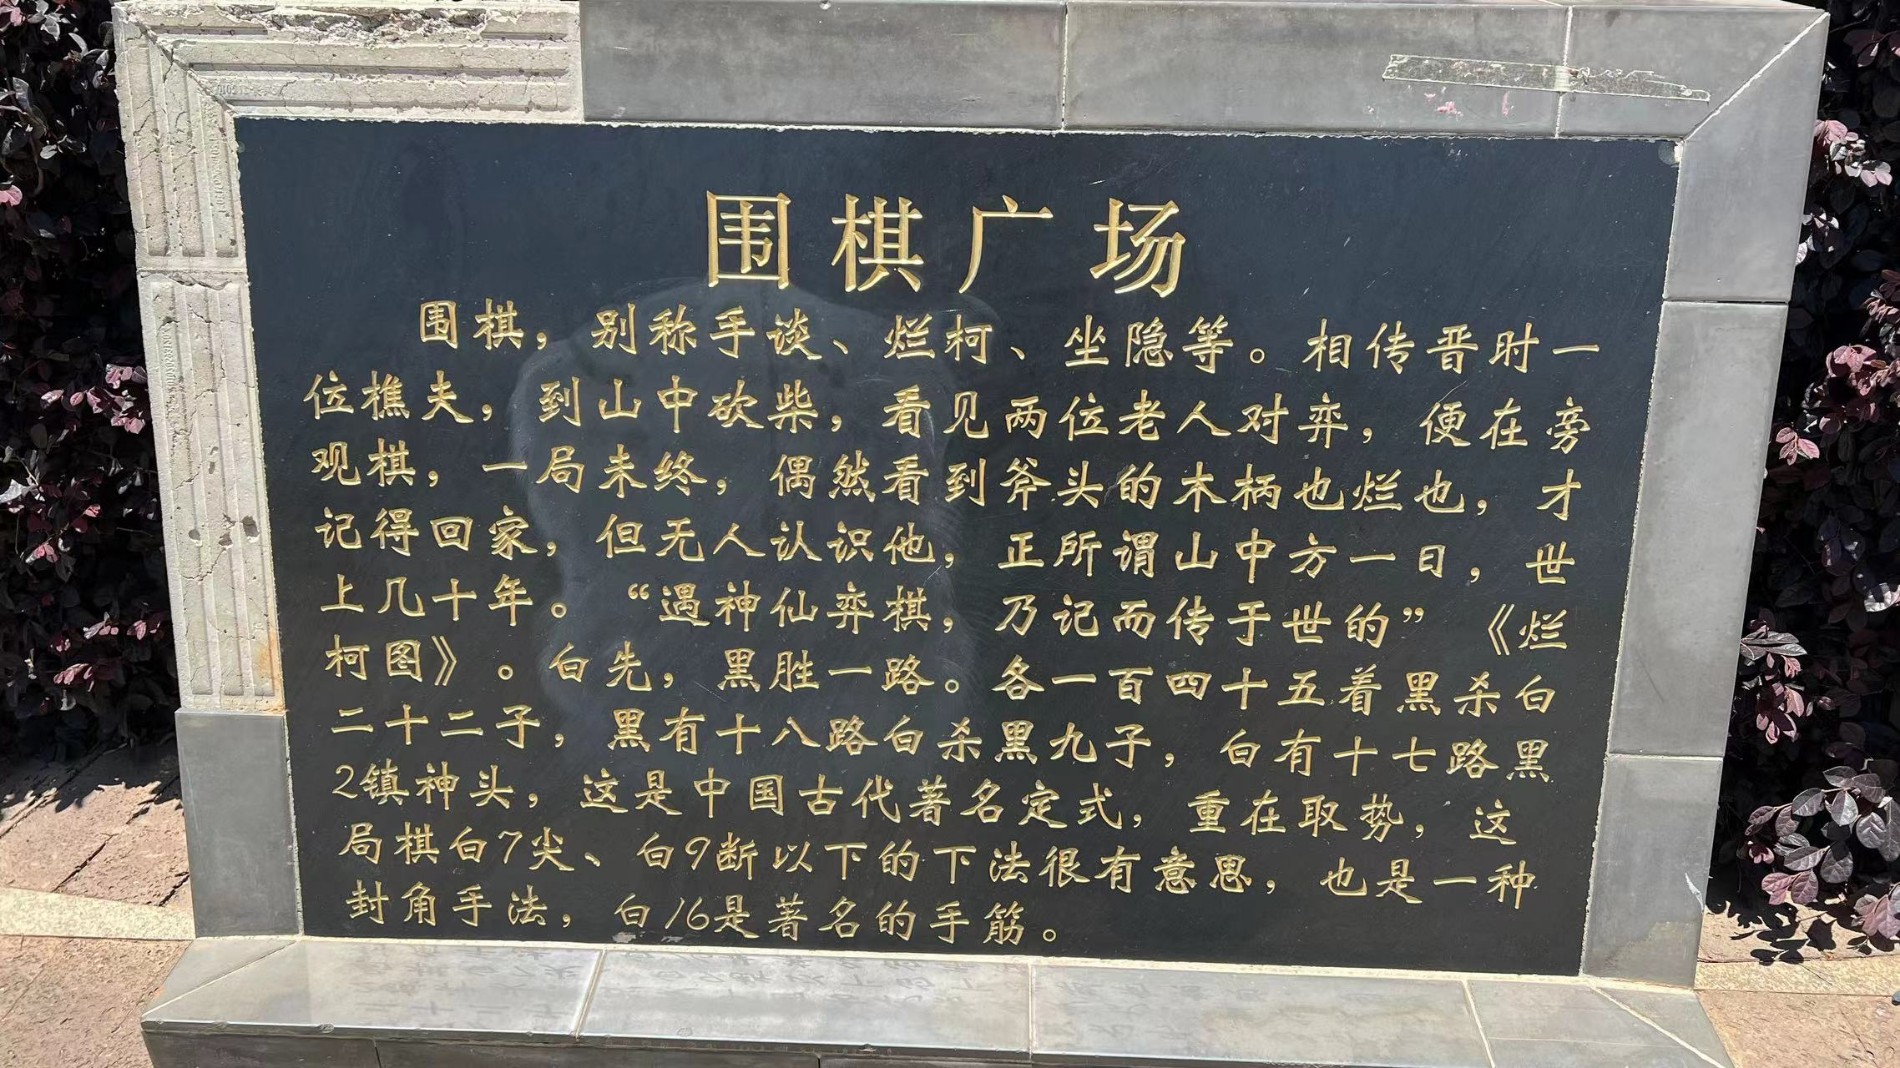 围棋广场
围棋，别称手谈、烂柯、坐隐等。相传晋时一
位樵夫，到山中砍柴，看见两位老人对弈，便在旁
观棋，一局未终，偶然看到斧头的木柄也烂也，才
记得回家，但无人认识他，正所谓山中方一日，世
上几十年。“遇神仙弈棋，乃记而传于世的”《烂
柯图》。白先，黑胜一路。各一百四十五着黑杀白
二十二子，黑有十八路白杀黑九子，白有十七路黑
2镇神头，这是中国古代著名定式，重在取势，这
局棋白7尖、白9断以下的下法很有意思，也是一种
封角手法，白16是著名的手筋。